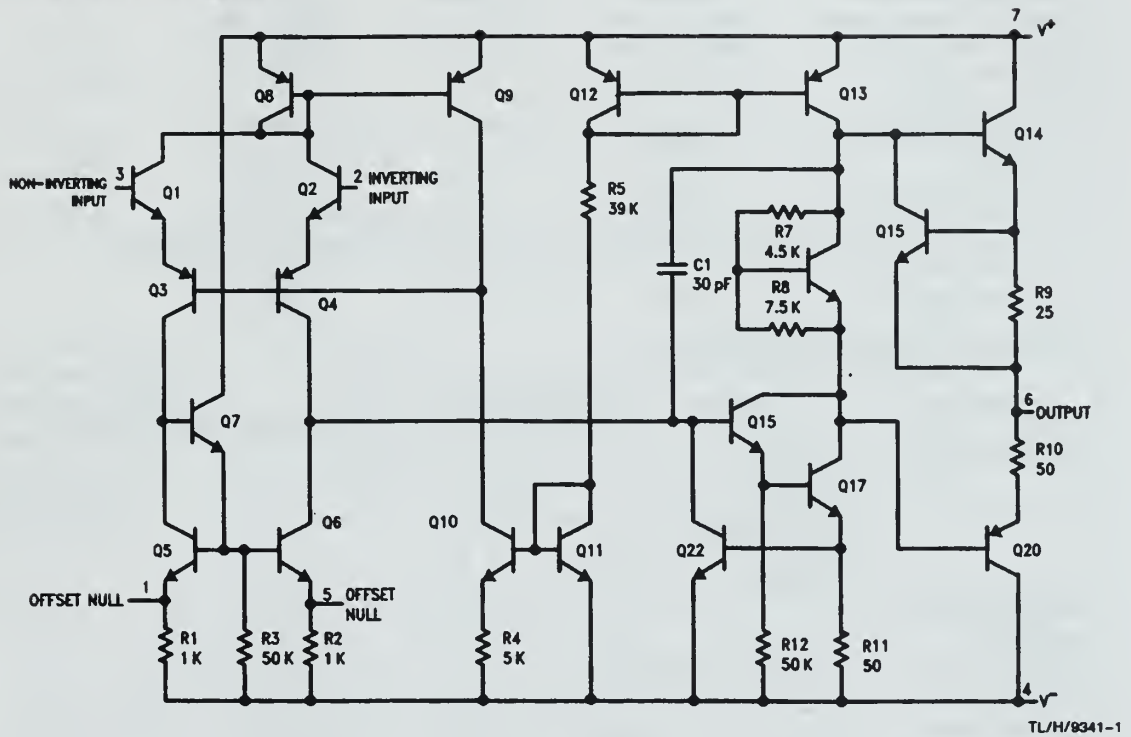 7 V+
Q8
Q9
Q12
Q13
Q14
NON-INVERTING
INPUT
3
Q1
Q2
2 INVERTING
INPUT
R5
39 K
R7
4.5 K
Q15
Q3
Q4
C1
30 pF
R8
7.5 K
R9
25
Q7
Q15
6 OUTPUT
R10
50
Q5
Q6
Q10
Q11
Q22
Q17
Q20
OFFSET NULL 1
5 OFFSET
NULL
R1
1 K
R3
50 K
R2
1 K
R4
5 K
R12
50 K
R11
50
4 V-
TL/H/9341-1